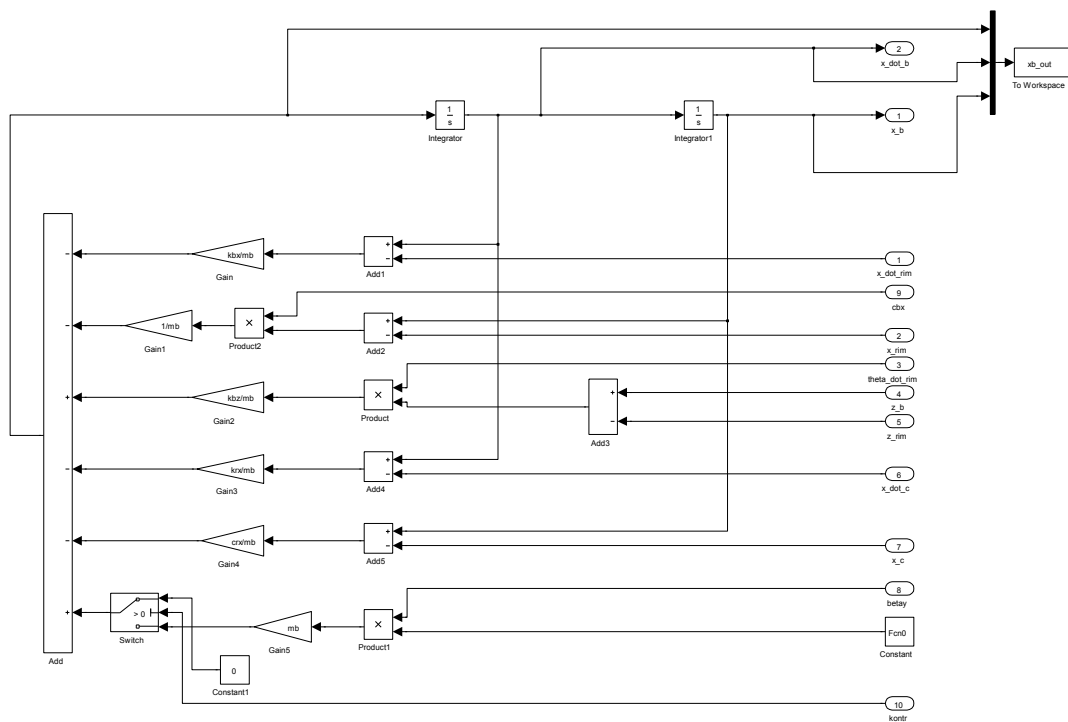 2
x_dot_b
xb_out
To Workspace
1
s
Integrator
1
s
Integrator1
1
x_b
-
kbx/mb
Gain
+
-
Add1
1
x_dot_rim
9
cbx
-
1/mb
Gain1
×
Product2
+
-
Add2
2
x_rim
3
theta_dot_rim
+
kbz/mb
Gain2
×
Product
+
-
Add3
4
z_b
5
z_rim
-
krx/mb
Gain3
+
-
Add4
6
x_dot_c
-
crx/mb
Gain4
+
-
Add5
7
x_c
8
betay
+
> 0
Switch
mb
Gain5
×
Product1
Fcn0
Constant
Add
0
Constant1
10
kontr